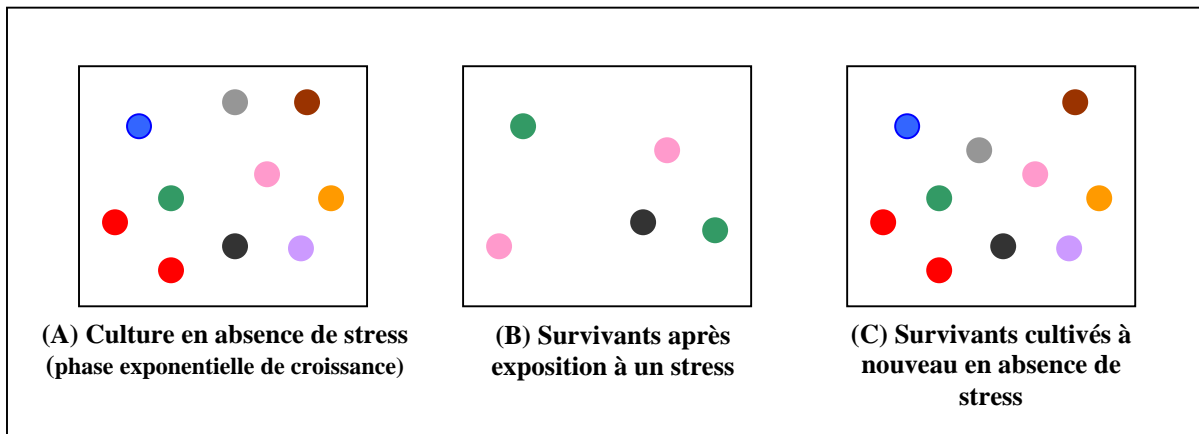 (A) Culture en absence de stress
(phase exponentielle de croissance)
(B) Survivants après
exposition à un stress
(C) Survivants cultivés à
nouveau en absence de
stress